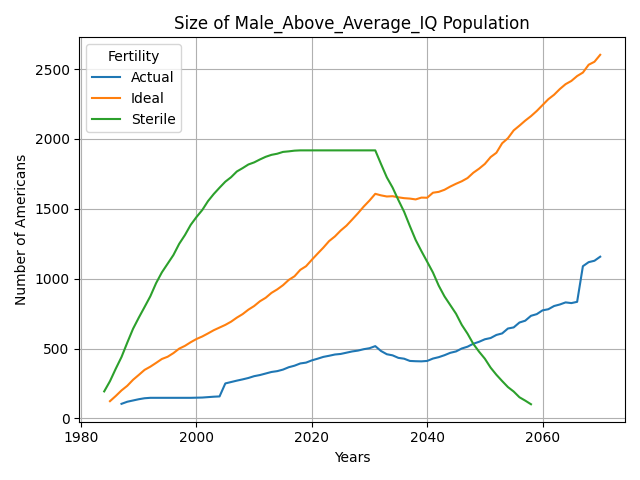 Size of Male_Above_Average_IQ Population
Fertility
Actual
Ideal
Sterile
Number of Americans
2500
2000
1500
1000
500
0
1980
2000
2020
2040
2060
Years